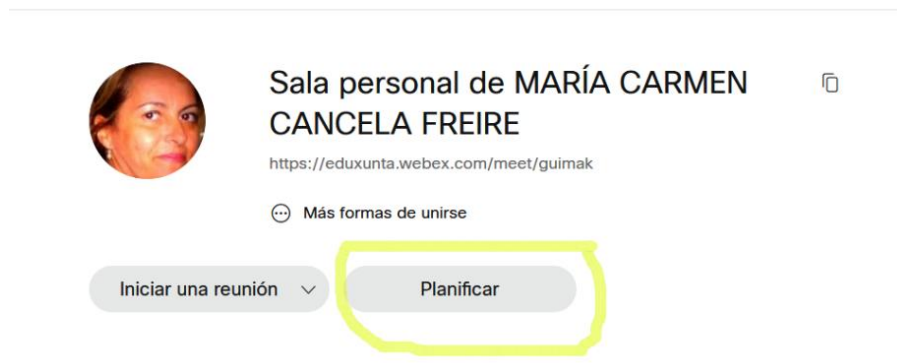 Sala personal de MARÍA CARMEN
CANCELA FREIRE
https://eduxunta.webex.com/meet/guimak
Más formas de unirse
Iniciar una reunión
Planificar